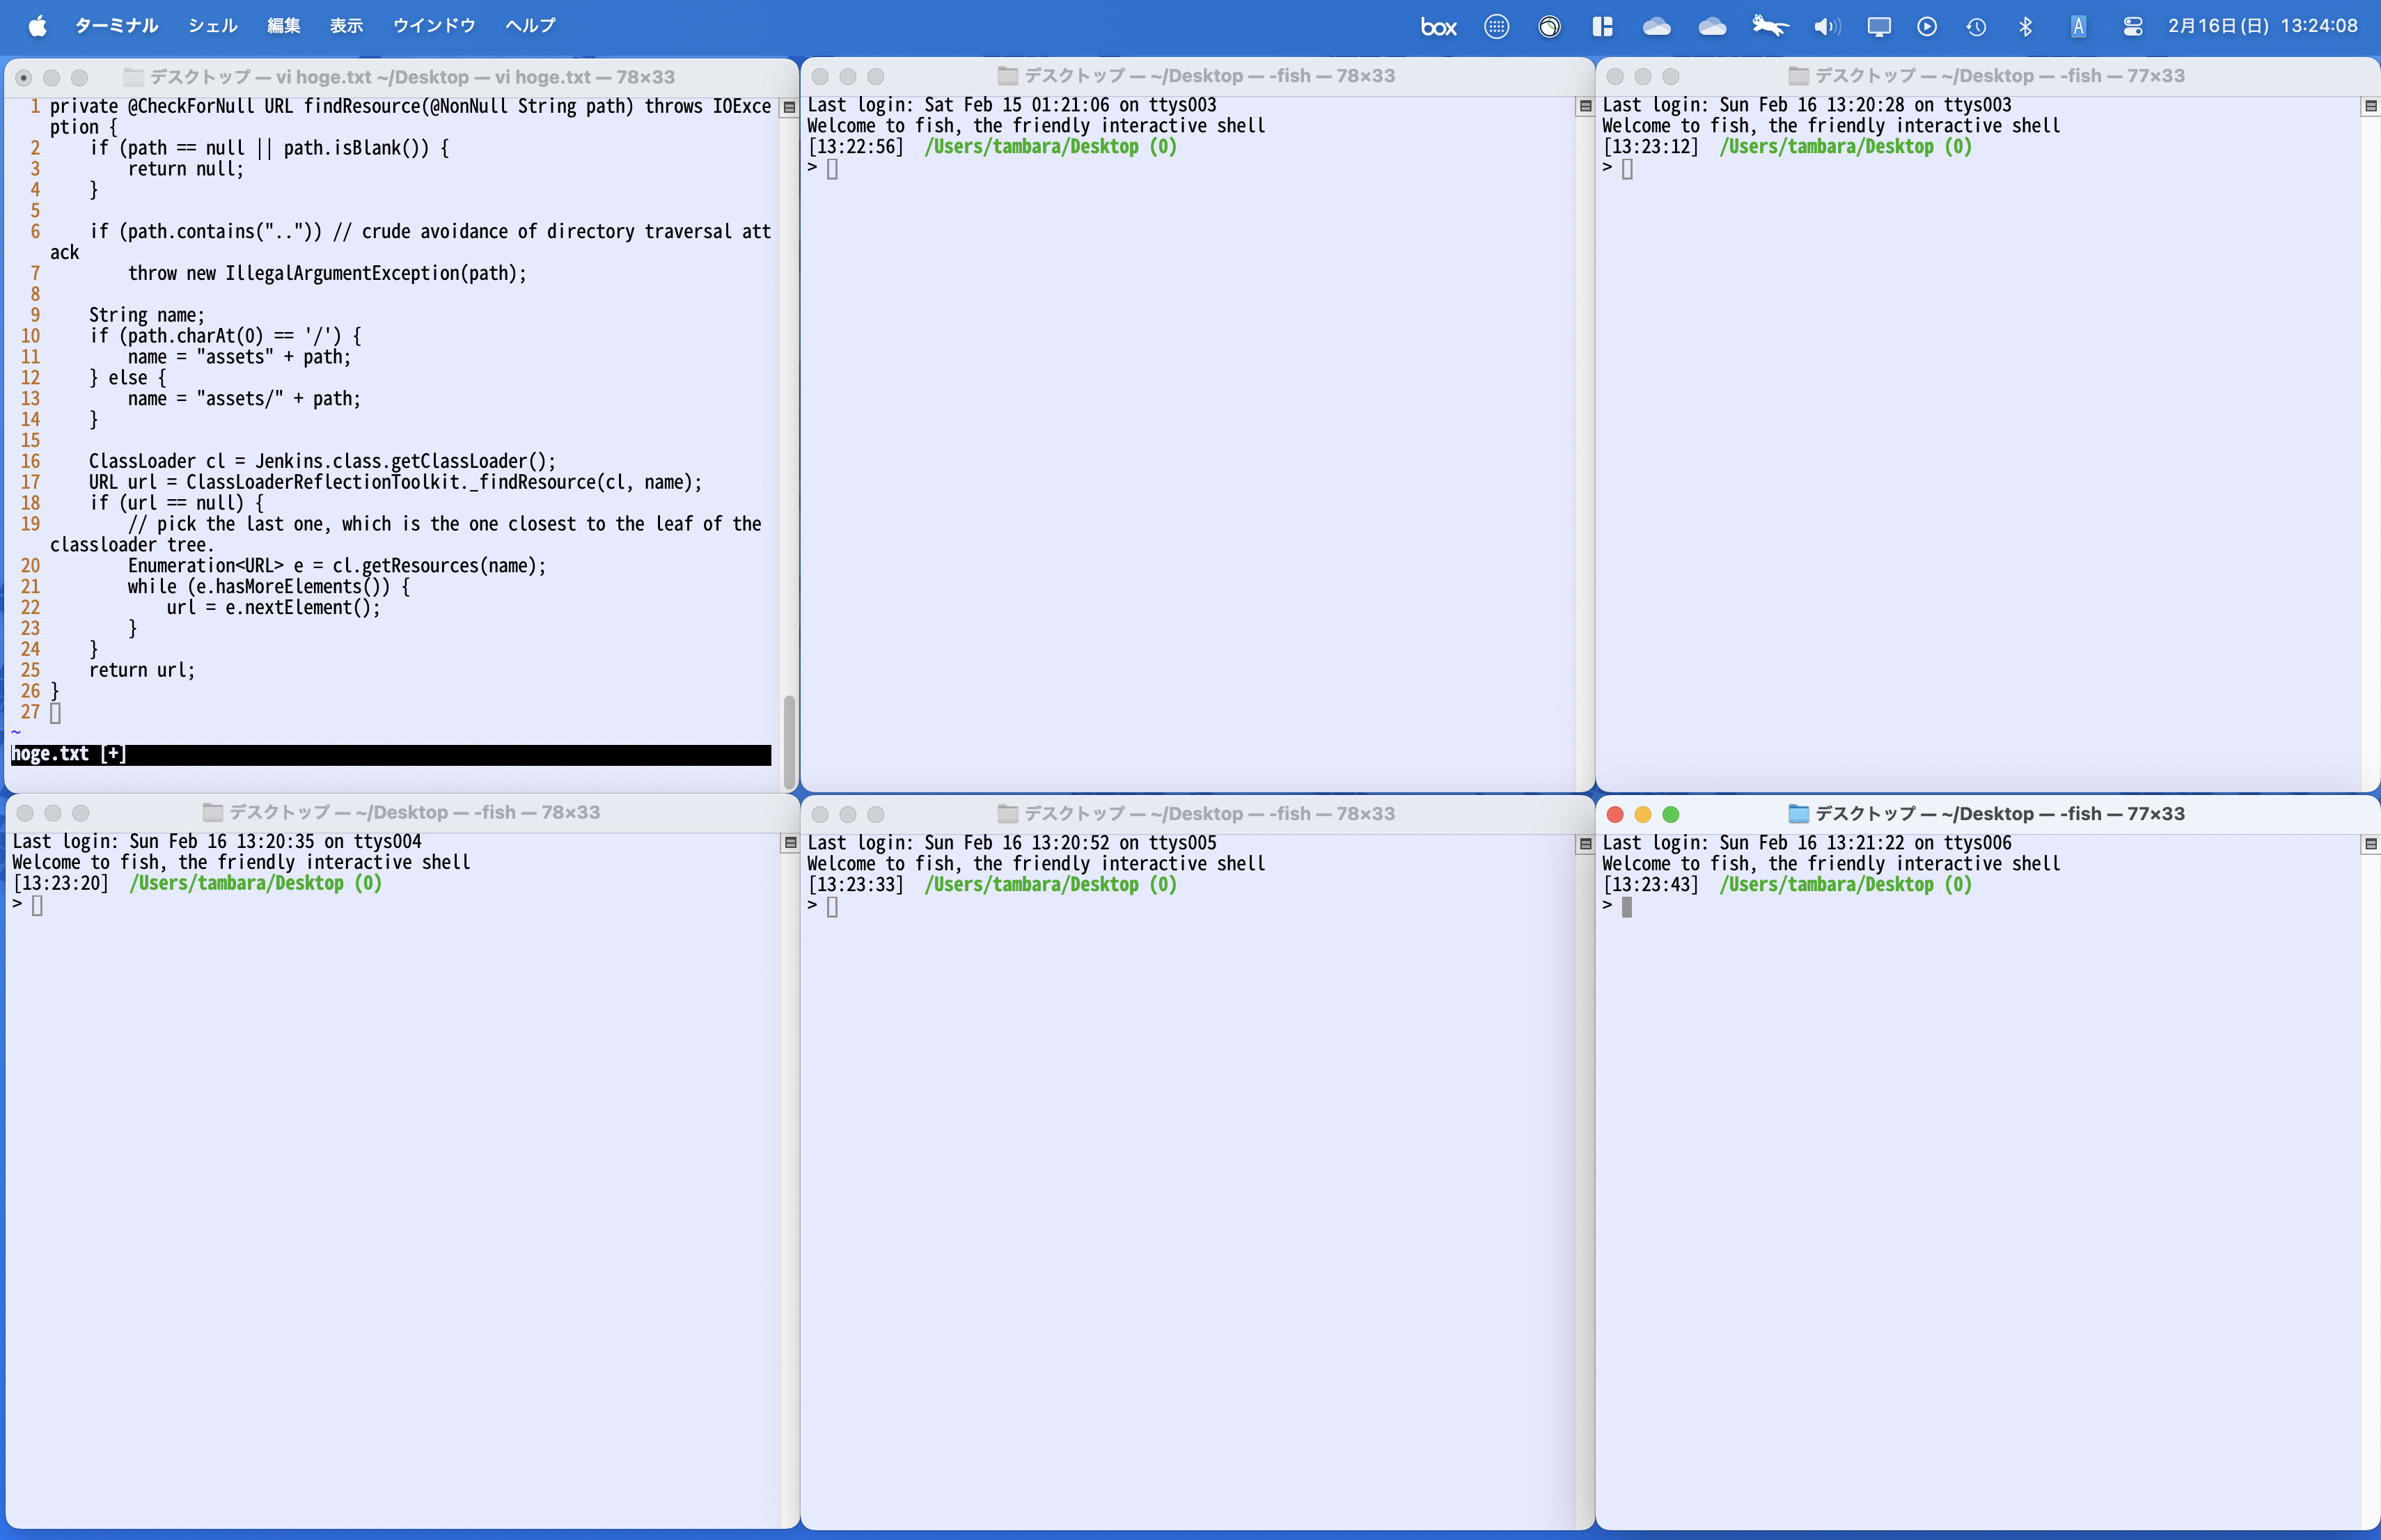 ターミナル シェル 編集 表示 ウインドウ ヘルプ box A 2月16日(日) 13:24:08
デスクトップ — vi hoge.txt ~/Desktop — vi hoge.txt — 78×33
1 private @CheckForNull URL findResource(@NonNull String path) throws IOExce
ption {
2     if (path == null || path.isBlank()) {
3         return null;
4     }
5
6     if (path.contains("..")) // crude avoidance of directory traversal att
ack
7         throw new IllegalArgumentException(path);
8
9     String name;
10     if (path.charAt(0) == '/') {
11         name = "assets" + path;
12     } else {
13         name = "assets/" + path;
14     }
15
16     ClassLoader cl = Jenkins.class.getClassLoader();
17     URL url = ClassLoaderReflectionToolkit._findResource(cl, name);
18     if (url == null) {
19         // pick the last one, which is the one closest to the leaf of the
classloader tree.
20         Enumeration<URL> e = cl.getResources(name);
21         while (e.hasMoreElements()) {
22             url = e.nextElement();
23         }
24     }
25     return url;
26 }
27
~
hoge.txt [+]
デスクトップ — ~/Desktop — -fish — 78×33
Last login: Sat Feb 15 01:21:06 on ttys003
Welcome to fish, the friendly interactive shell
[13:22:56]  /Users/tambara/Desktop (0)
>
デスクトップ — ~/Desktop — -fish — 77×33
Last login: Sun Feb 16 13:20:28 on ttys003
Welcome to fish, the friendly interactive shell
[13:23:12]  /Users/tambara/Desktop (0)
>
デスクトップ — ~/Desktop — -fish — 78×33
Last login: Sun Feb 16 13:20:35 on ttys004
Welcome to fish, the friendly interactive shell
[13:23:20]  /Users/tambara/Desktop (0)
>
デスクトップ — ~/Desktop — -fish — 78×33
Last login: Sun Feb 16 13:20:52 on ttys005
Welcome to fish, the friendly interactive shell
[13:23:33]  /Users/tambara/Desktop (0)
>
デスクトップ — ~/Desktop — -fish — 77×33
Last login: Sun Feb 16 13:21:22 on ttys006
Welcome to fish, the friendly interactive shell
[13:23:43]  /Users/tambara/Desktop (0)
>